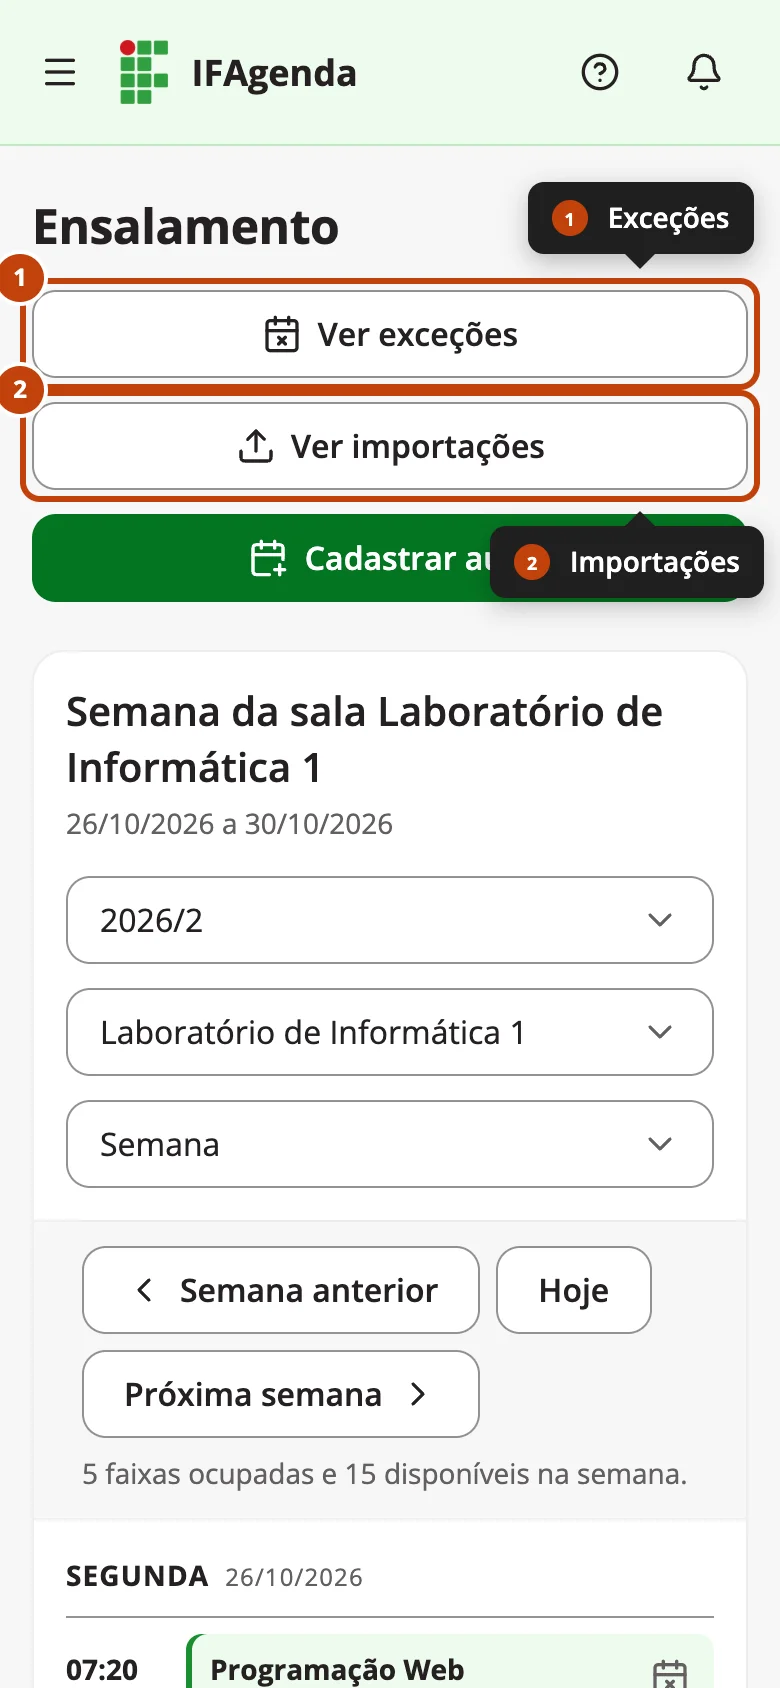 IFAgenda
Ensalamento
1 Exceções
1
Ver exceções
2
Ver importações
Cadastrar
2 Importações
Semana da sala Laboratório de
Informática 1
26/10/2026 a 30/10/2026
2026/2
Laboratório de Informática 1
Semana
Semana anterior
Hoje
Próxima semana
5 faixas ocupadas e 15 disponíveis na semana.
SEGUNDA 26/10/2026
07:20
Programação Web